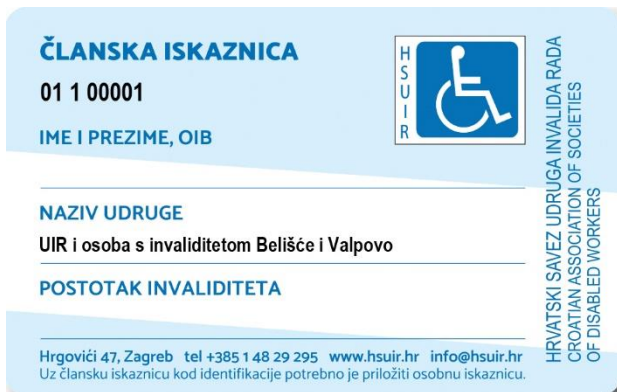 ČLANSKA ISKAZNICA
01 1 00001
IME I PREZIME, OIB
HSUIR
NAZIV UDRUGE
UIR i osoba s invaliditetom Belišće i Valpovo
POSTOTAK INVALIDITETA
Hrgovići 47, Zagreb tel +385 1 48 29 295 www.hsuir.hr info@hsuir.hr
Uz člansku iskaznicu kod identifikacije potrebno je priložiti osobnu iskaznicu.
HRVATSKI SAVEZ UDRUGA INVALIDA RADA
CROATIAN ASSOCIATION OF SOCIETIES
OF DISABLED WORKERS